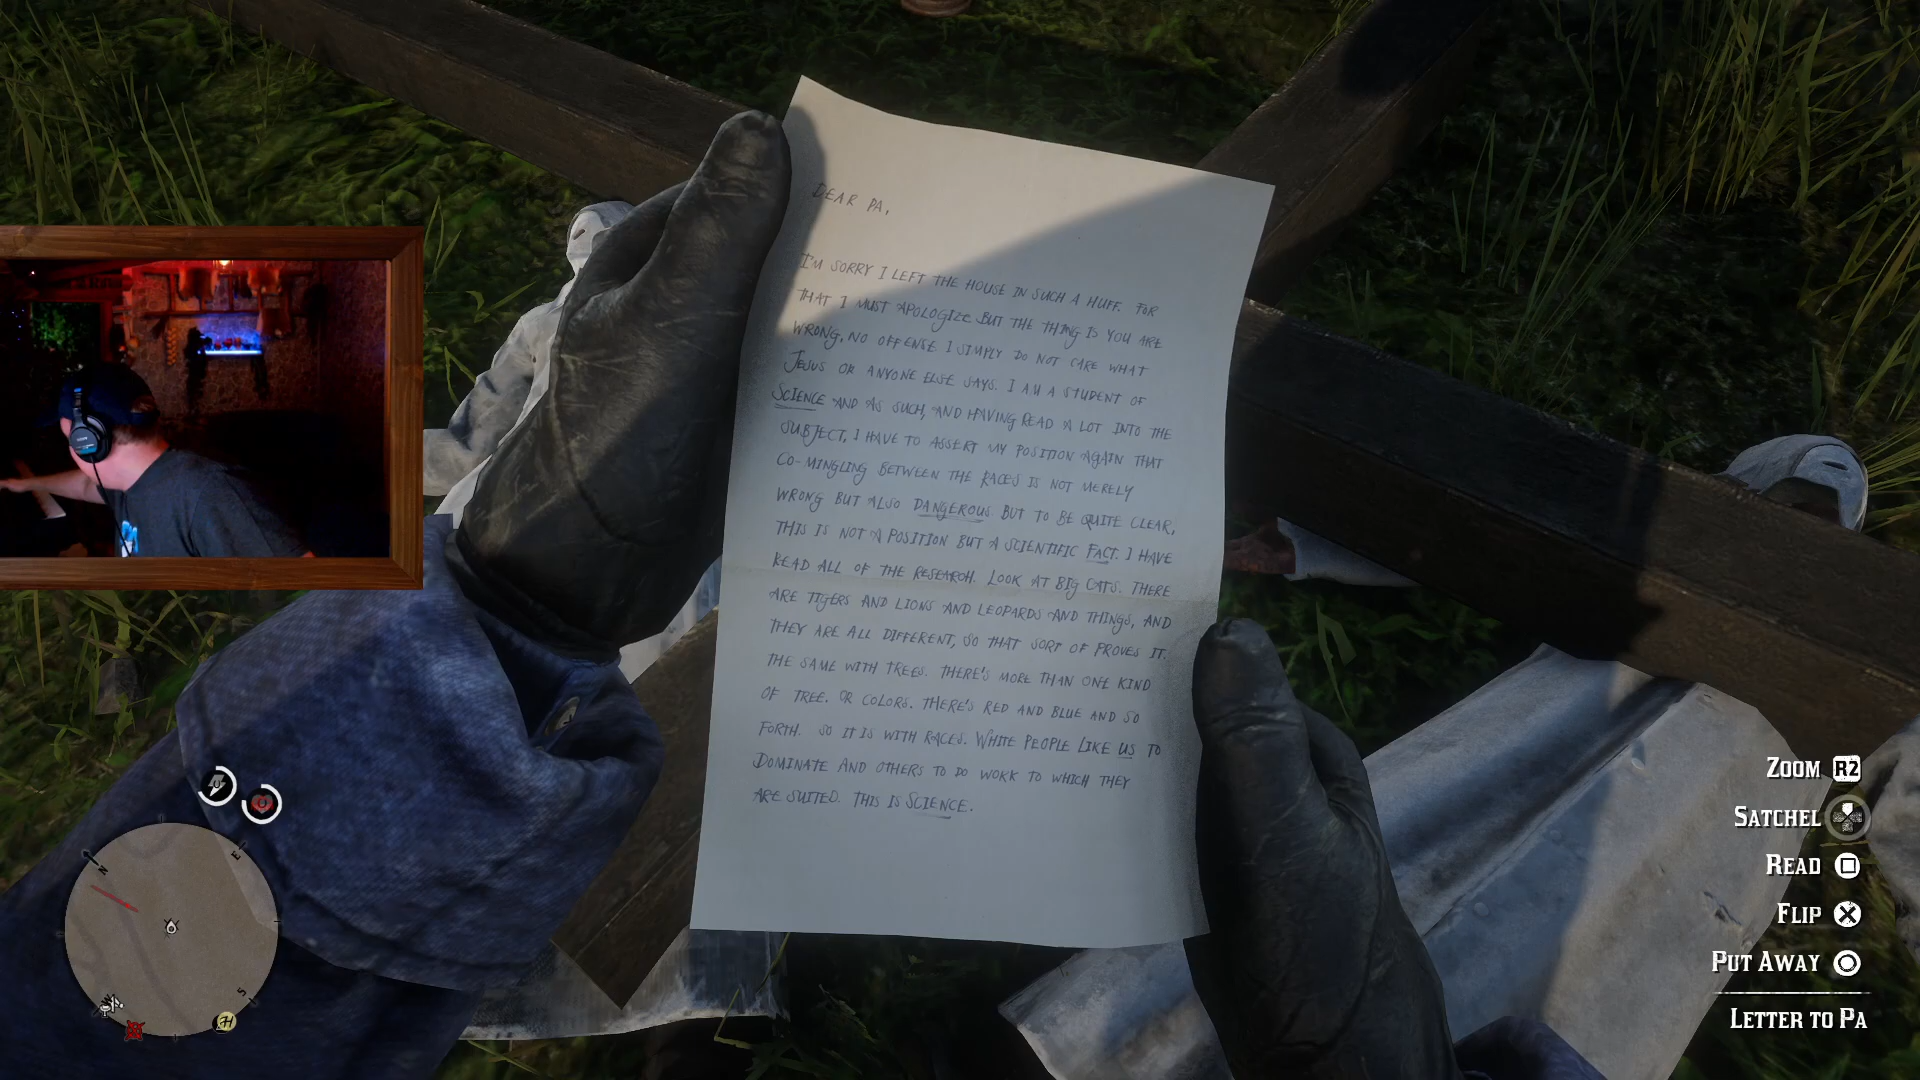 DEAR PA,
I'M SORRY I LEFT THE HOUSE IN SUCH A HUFF. FOR
THAT I MUST APOLOGIZE BUT THE THING IS YOU ARE
WRONG, NO OFFENSE I SIMPLY DO NOT CARE WHAT
JESUS OR ANYONE ELSE SAYS. I AM A STUDENT OF
SCIENCE AND AS SUCH, AND HAVING READ A LOT INTO THE
SUBJECT, I HAVE TO ASSERT MY POSITION AGAIN THAT
CO-MINGLING BETWEEN THE RACES IS NOT MERELY
WRONG BUT ALSO DANGEROUS BUT TO BE QUITE CLEAR,
THIS IS NOT A POSITION BUT A SCIENTIFIC FACT. I HAVE
READ ALL OF THE RESEARCH. LOOK AT BIG CATS. THERE
ARE TIGERS AND LIONS AND LEOPARDS AND THINGS, AND
THEY ARE ALL DIFFERENT, SO THAT SORT OF PROVES IT.
THE SAME WITH TREES. THERE'S MORE THAN ONE KIND
OF TREE. OR COLORS. THERE'S RED AND BLUE AND SO
FORTH. SO IT IS WITH RACES. WHITE PEOPLE LIKE US TO
DOMINATE AND OTHERS TO DO WORK TO WHICH THEY
ARE SUITED. THIS IS SCIENCE.
ZOOM R2
SATCHEL
READ
FLIP
PUT AWAY
LETTER TO PA
N
E
S
W
H